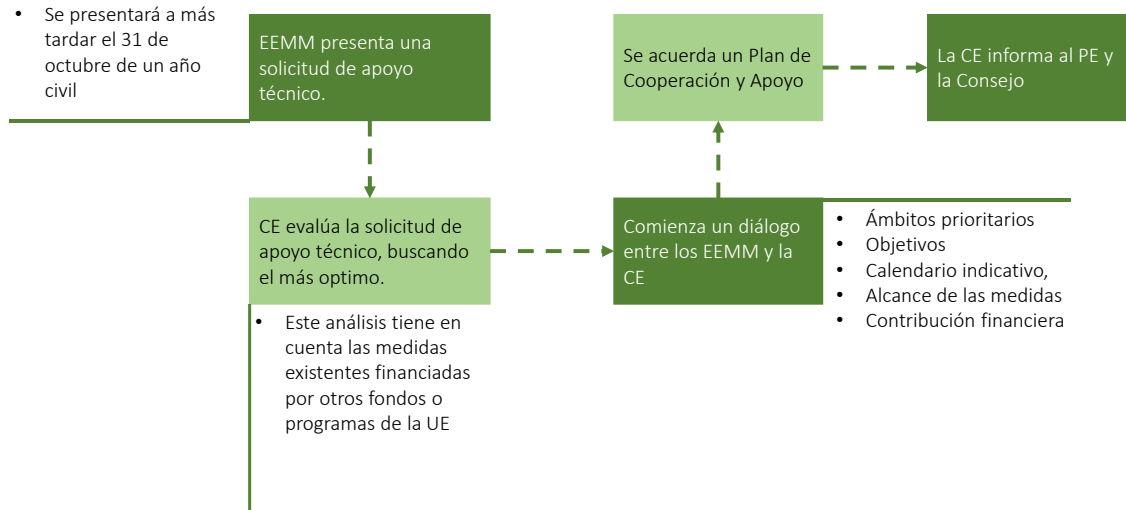 • Se presentará a más
tardar el 31 de
octubre de un año
civil
EEMM presenta una
solicitud de apoyo
técnico.
CE evalúa la solicitud de
apoyo técnico, buscando
el más optimo.
• Este análisis tiene en
cuenta las medidas
existentes financiadas
por otros fondos o
programas de la UE
Comienza un diálogo
entre los EEMM y la
CE
• Ámbitos prioritarios
• Objetivos
• Calendario indicativo,
• Alcance de las medidas
• Contribución financiera
Se acuerda un Plan de
Cooperación y Apoyo
La CE informa al PE y
la Consejo